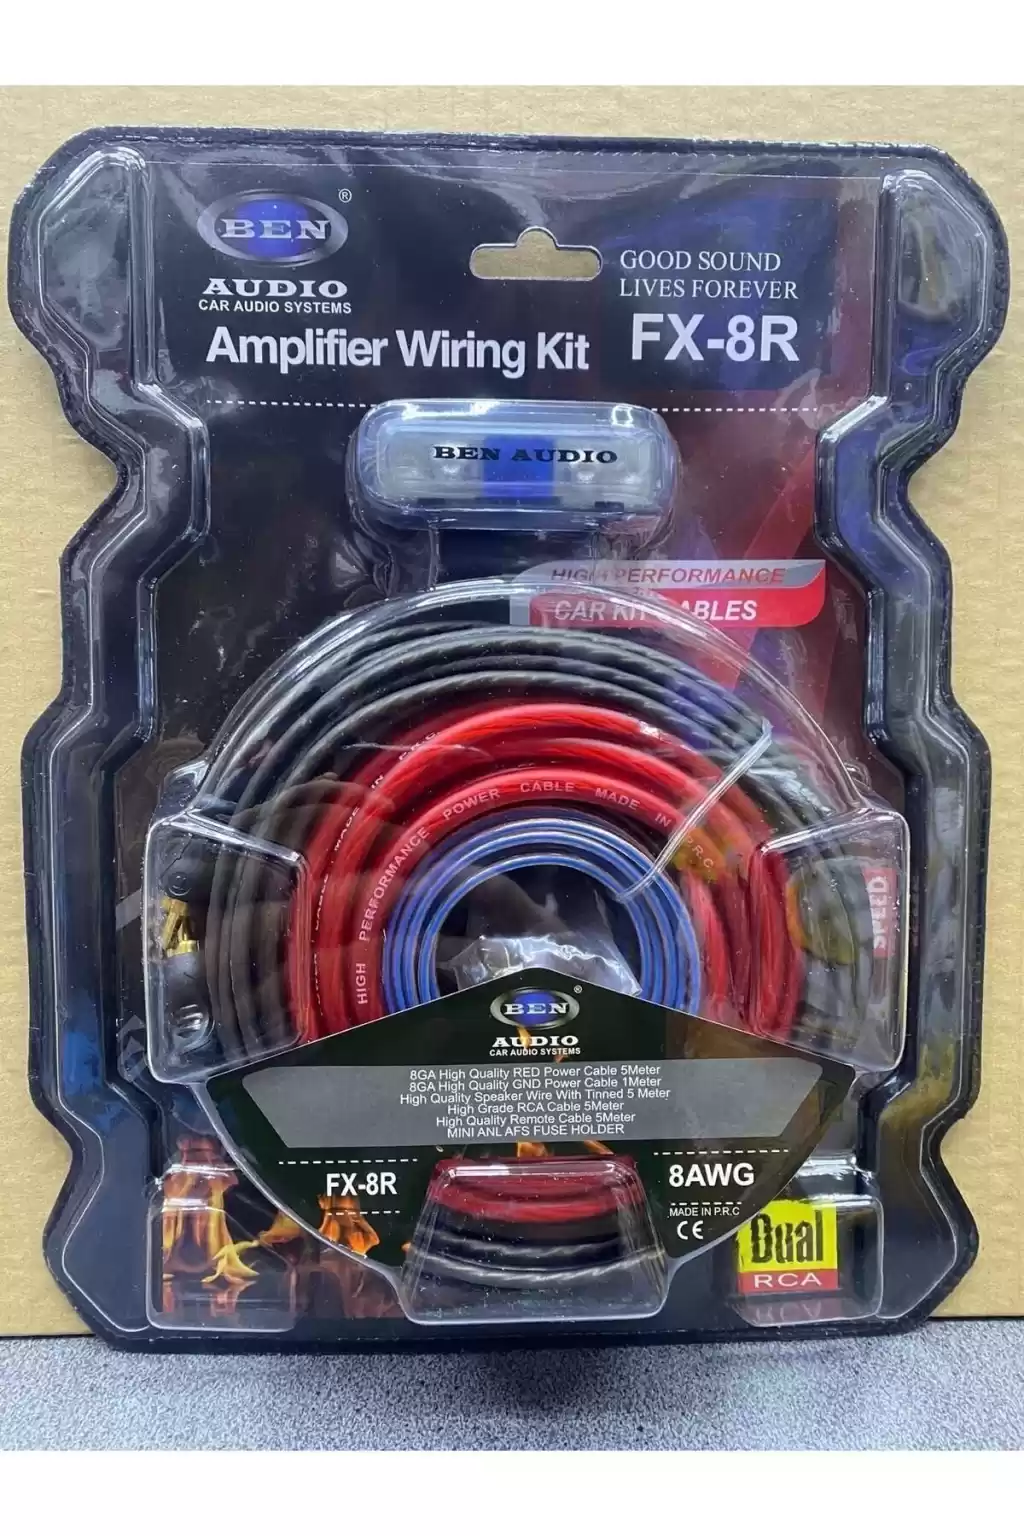 BEN ®
AUDIO
CAR AUDIO SYSTEMS
Amplifier Wiring Kit
GOOD SOUND
LIVES FOREVER
FX-8R
BEN AUDIO
HIGH PERFORMANCE
CAR KIT CABLES
HIGH PERFORMANCE POWER CABLE MADE IN P.R.C.
SPEED
BEN ®
AUDIO
CAR AUDIO SYSTEMS
8GA High Quality RED Power Cable 5Meter
8GA High Quality GND Power Cable 1Meter
High Quality Speaker Wire With Tinned 5 Meter
High Grade RCA Cable 5Meter
High Quality Remote Cable 5Meter
MINI ANL AFS FUSE HOLDER
FX-8R
8AWG
MADE IN P.R.C
CE
Dual
RCA